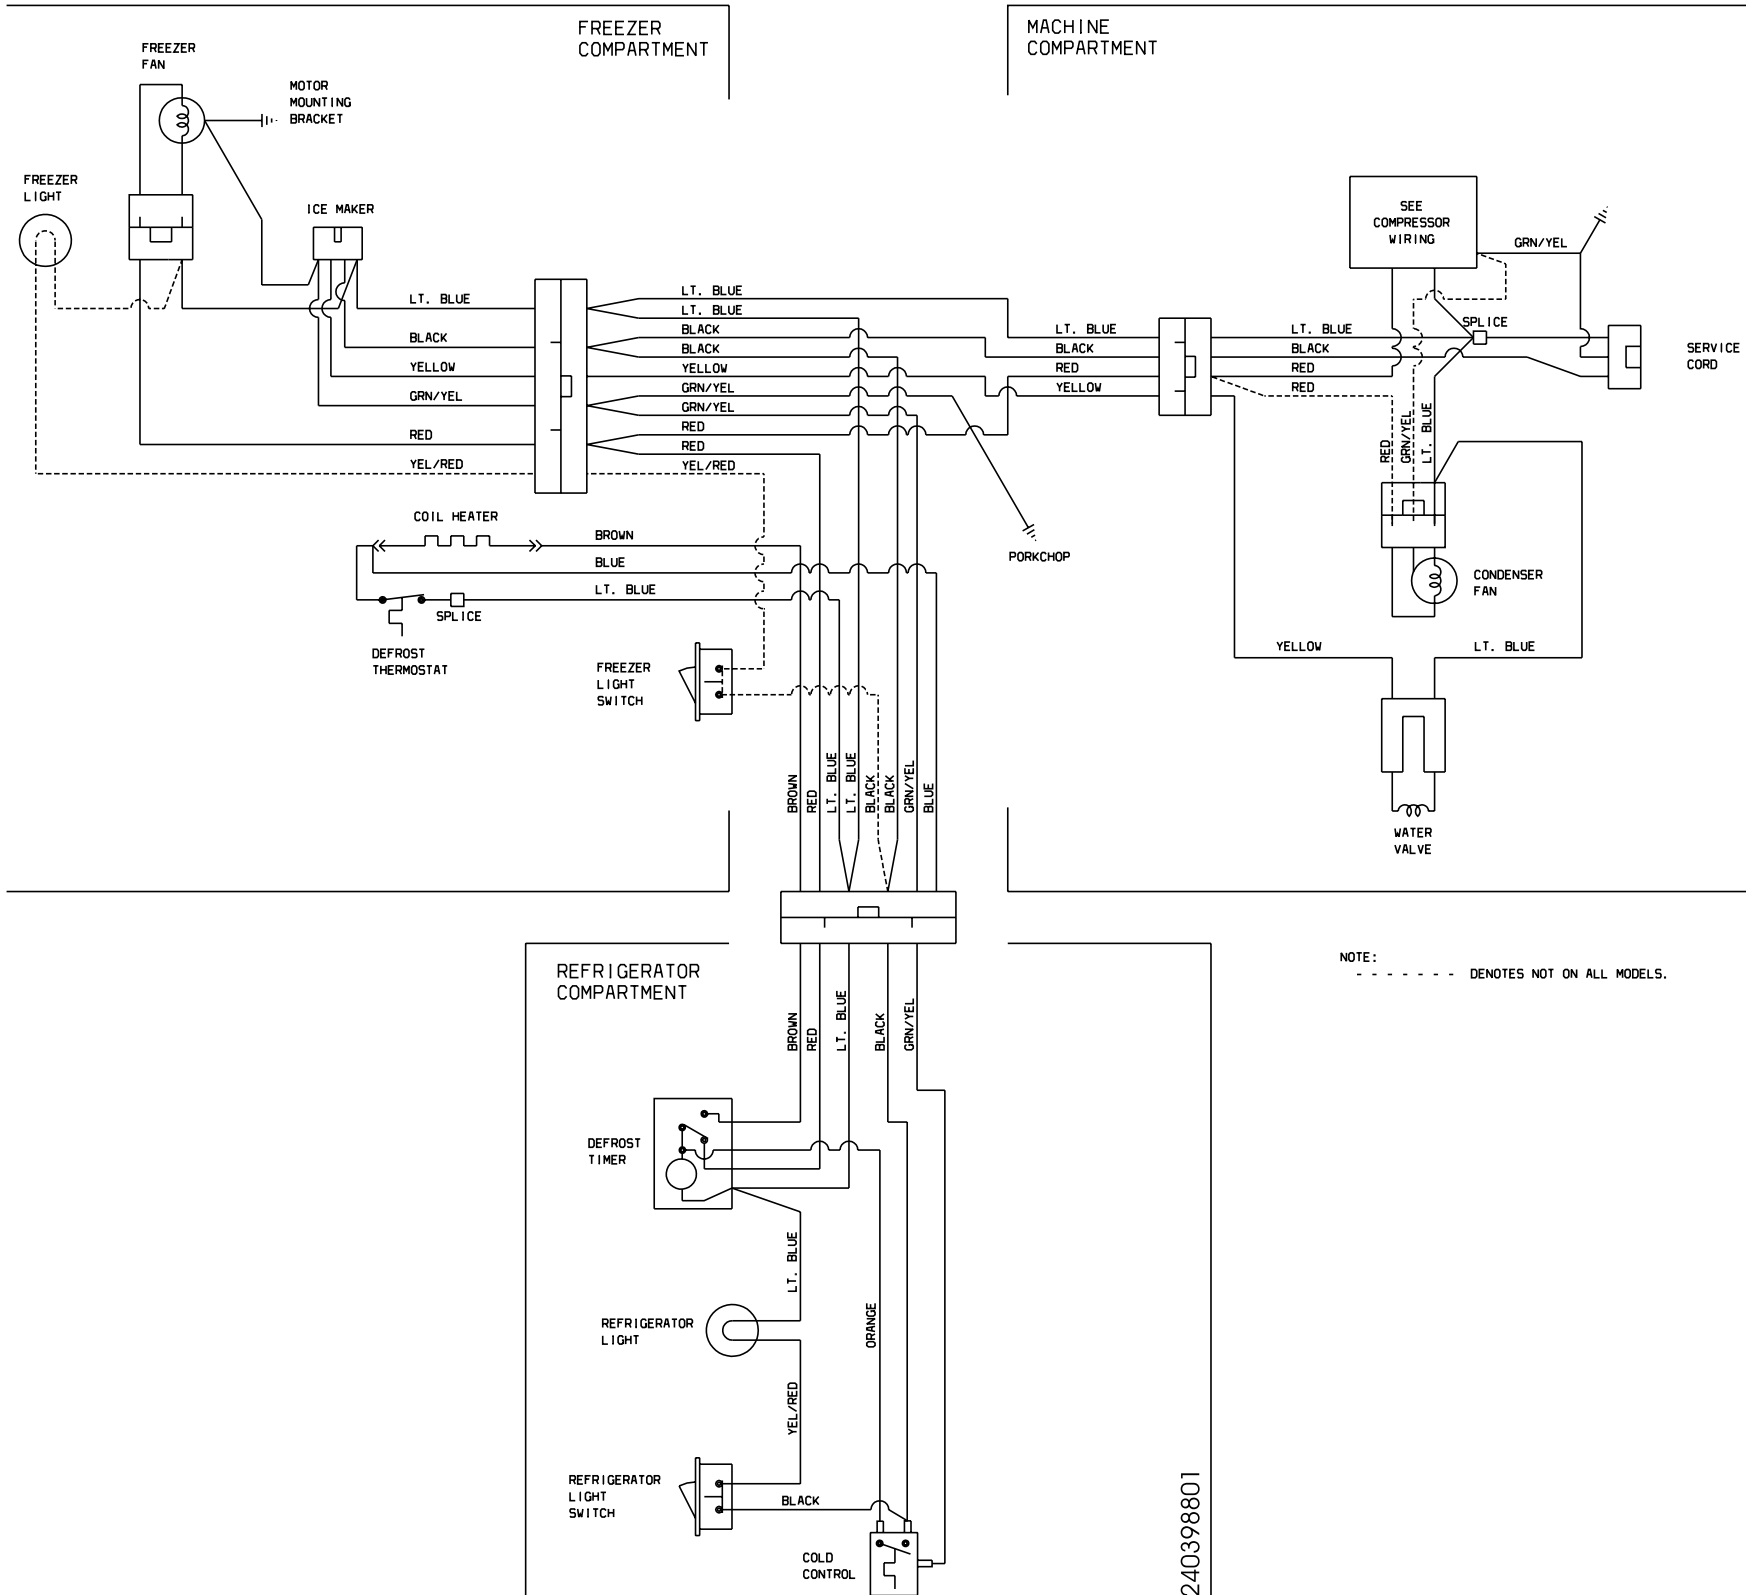 FREEZER
COMPARTMENT
MACHINE
COMPARTMENT
FREEZER
FAN
MOTOR
MOUNTING
BRACKET
FREEZER
LIGHT
ICE MAKER
SEE
COMPRESSOR
WIRING
GRN/YEL
LT. BLUE
BLACK
YELLOW
GRN/YEL
RED
YEL/RED
LT. BLUE
LT. BLUE
BLACK
BLACK
YELLOW
GRN/YEL
GRN/YEL
RED
RED
YEL/RED
LT. BLUE
BLACK
RED
YELLOW
LT. BLUE
BLACK
RED
RED
SPLICE
SERVICE
CORD
RED
GRN/YEL
LT. BLUE
COIL HEATER
BROWN
BLUE
LT. BLUE
SPLICE
DEFROST
THERMOSTAT
PORKCHOP
CONDENSER
FAN
FREEZER
LIGHT
SWITCH
YELLOW
LT. BLUE
BROWN
RED
LT. BLUE
LT. BLUE
BLACK
BLACK
GRN/YEL
BLUE
WATER
VALVE
REFRIGERATOR
COMPARTMENT
NOTE:
- - - - - - - DENOTES NOT ON ALL MODELS.
BROWN
RED
LT. BLUE
BLACK
GRN/YEL
DEFROST
TIMER
LT. BLUE
REFRIGERATOR
LIGHT
ORANGE
YEL/RED
REFRIGERATOR
LIGHT
SWITCH
BLACK
COLD
CONTROL
240398801